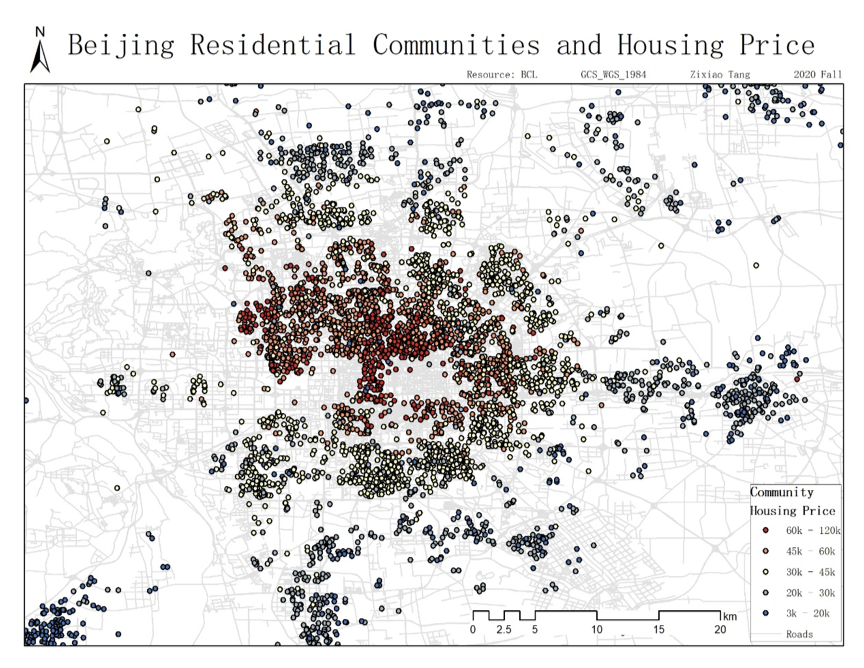 N
Beijing Residential Communities and Housing Price
Resource: BCL GCS_WGS_1984 Zixiao Tang 2020 Fall
Community
Housing Price
60k - 120k
45k - 60k
30k - 45k
20k - 30k
3k - 20k
Roads
km
0 2.5 5 10 15 20